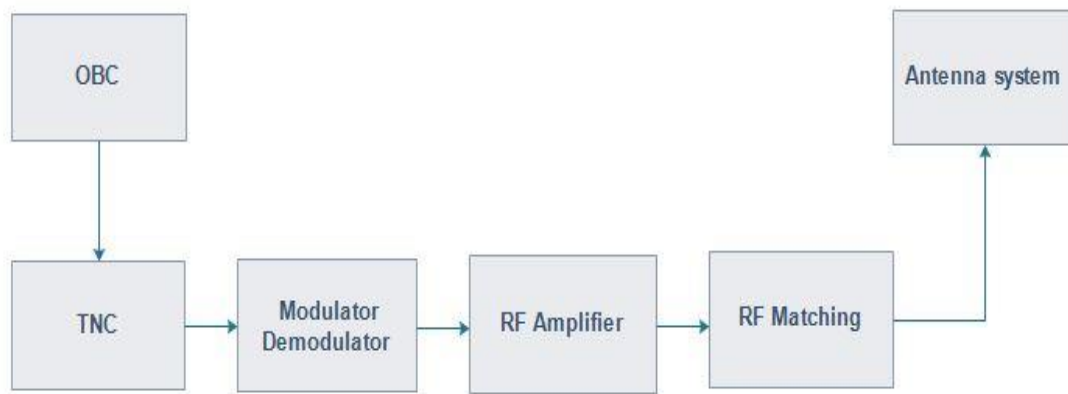 OBC
Antenna system
TNC
Modulator
Demodulator
RF Amplifier
RF Matching